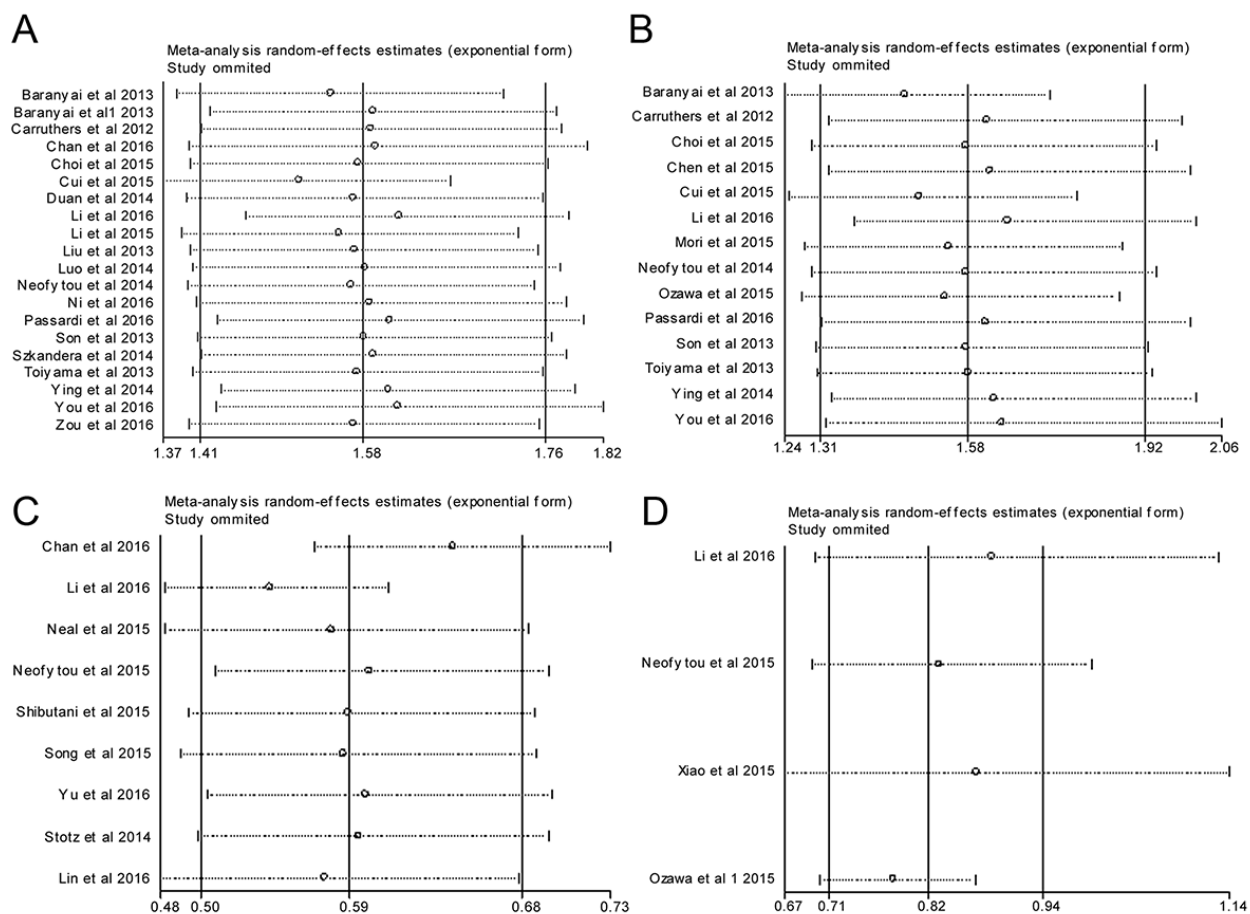 A
Meta-analysis random-effects estimates (exponential form)
Study ommited
Baranyai et al 2013
Baranyai et al1 2013
Carruthers et al 2012
Chan et al 2016
Choi et al 2015
Cui et al 2015
Duan et al 2014
Li et al 2016
Li et al 2015
Liu et al 2013
Luo et al 2014
Neofytou et al 2014
Ni et al 2016
Passardi et al 2016
Son et al 2013
Szkandera et al 2014
Toiyama et al 2013
Ying et al 2014
You et al 2016
Zou et al 2016
1.37 1.41 1.58 1.76 1.82
B
Meta-analysis random-effects estimates (exponential form)
Study ommited
Baranyai et al 2013
Carruthers et al 2012
Choi et al 2015
Chen et al 2015
Cui et al 2015
Li et al 2016
Mori et al 2015
Neofytou et al 2014
Ozawa et al 2015
Passardi et al 2016
Son et al 2013
Toiyama et al 2013
Ying et al 2014
You et al 2016
1.24 1.31 1.58 1.92 2.06
C
Meta-analysis random-effects estimates (exponential form)
Study ommited
Chan et al 2016
Li et al 2016
Neal et al 2015
Neofytou et al 2015
Shibutani et al 2015
Song et al 2015
Yu et al 2016
Stotz et al 2014
Lin et al 2016
0.48 0.50 0.59 0.68 0.73
D
Meta-analysis random-effects estimates (exponential form)
Study ommited
Li et al 2016
Neofytou et al 2015
Xiao et al 2015
Ozawa et al 1 2015
0.67 0.71 0.82 0.94 1.14